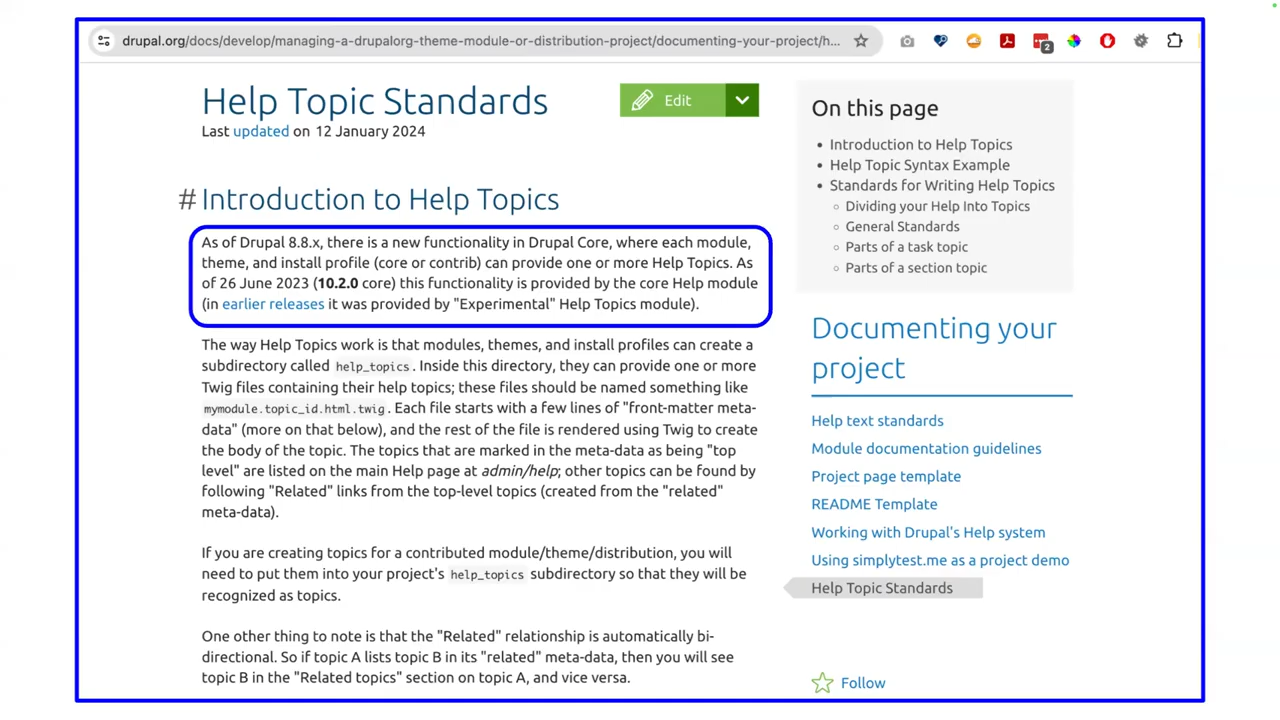 drupal.org/docs/develop/managing-a-drupalorg-theme-module-or-distribution-project/documenting-your-project/h...
2
Help Topic Standards
Edit
Last updated on 12 January 2024
# Introduction to Help Topics
As of Drupal 8.8.x, there is a new functionality in Drupal Core, where each module,
theme, and install profile (core or contrib) can provide one or more Help Topics. As
of 26 June 2023 (10.2.0 core) this functionality is provided by the core Help module
(in earlier releases it was provided by "Experimental" Help Topics module).
The way Help Topics work is that modules, themes, and install profiles can create a
subdirectory called help_topics. Inside this directory, they can provide one or more
Twig files containing their help topics; these files should be named something like
mymodule.topic_id.html.twig. Each file starts with a few lines of "front-matter meta-
data" (more on that below), and the rest of the file is rendered using Twig to create
the body of the topic. The topics that are marked in the meta-data as being "top
level" are listed on the main Help page at admin/help; other topics can be found by
following "Related" links from the top-level topics (created from the "related"
meta-data).
If you are creating topics for a contributed module/theme/distribution, you will
need to put them into your project's help_topics subdirectory so that they will be
recognized as topics.
One other thing to note is that the "Related" relationship is automatically bi-
directional. So if topic A lists topic B in its "related" meta-data, then you will see
topic B in the "Related topics" section on topic A, and vice versa.
On this page
Introduction to Help Topics
Help Topic Syntax Example
Standards for Writing Help Topics
Dividing your Help Into Topics
General Standards
Parts of a task topic
Parts of a section topic
Documenting your
project
Help text standards
Module documentation guidelines
Project page template
README Template
Working with Drupal's Help system
Using simplytest.me as a project demo
Help Topic Standards
Follow